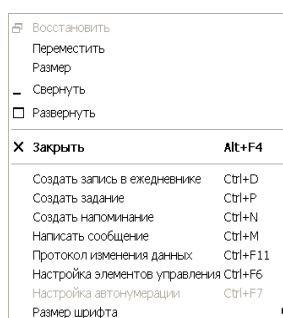 Восстановить
Переместить
Размер
Свернуть
Развернуть
Закрыть Alt+F4
Создать запись в ежедневнике Ctrl+D
Создать задание Ctrl+P
Создать напоминание Ctrl+N
Написать сообщение Ctrl+M
Протокол изменения данных Ctrl+F11
Настройка элементов управления Ctrl+F6
Настройка автонумерации Ctrl+F7
Размер шрифта